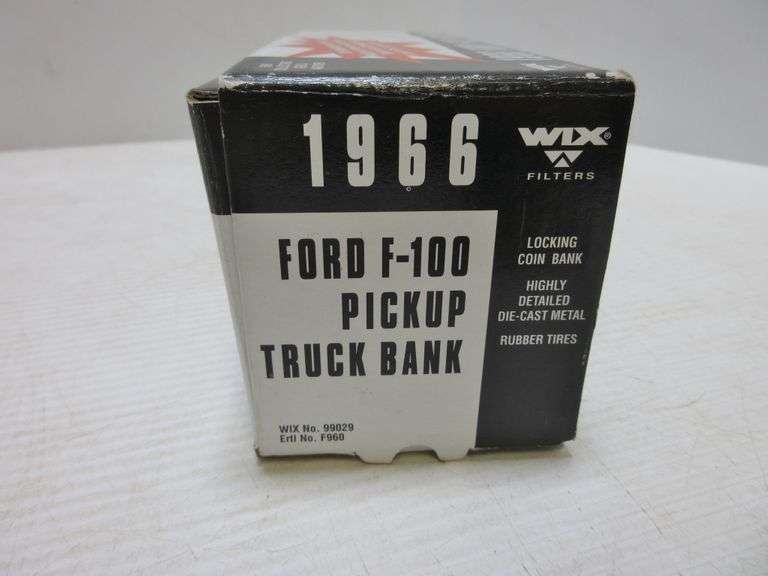 1966
WIX®
FILTERS
FORD F-100
PICKUP
TRUCK BANK
LOCKING
COIN BANK
HIGHLY
DETAILED
DIE-CAST METAL
RUBBER TIRES
WIX No. 99029
Ertl No. F960